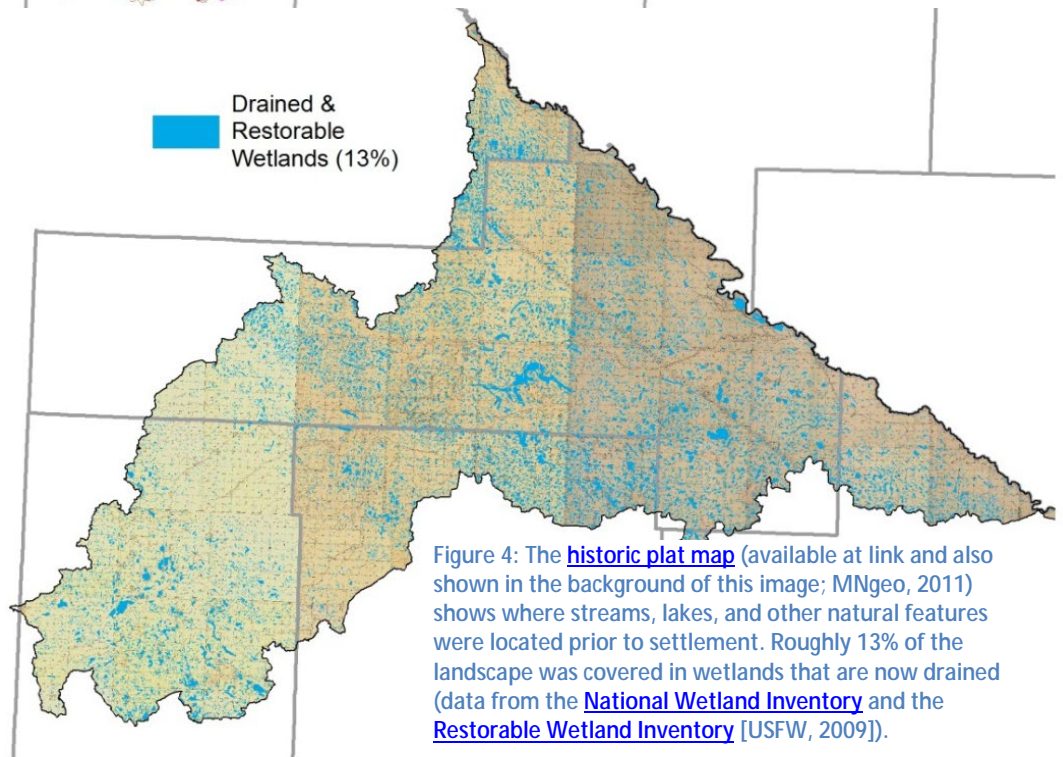 Drained &
Restorable
Wetlands (13%)
Figure 4: The historic plat map (available at link and also
shown in the background of this image; MNgeo, 2011)
shows where streams, lakes, and other natural features
were located prior to settlement. Roughly 13% of the
landscape was covered in wetlands that are now drained
(data from the National Wetland Inventory and the
Restorable Wetland Inventory [USFW, 2009]).